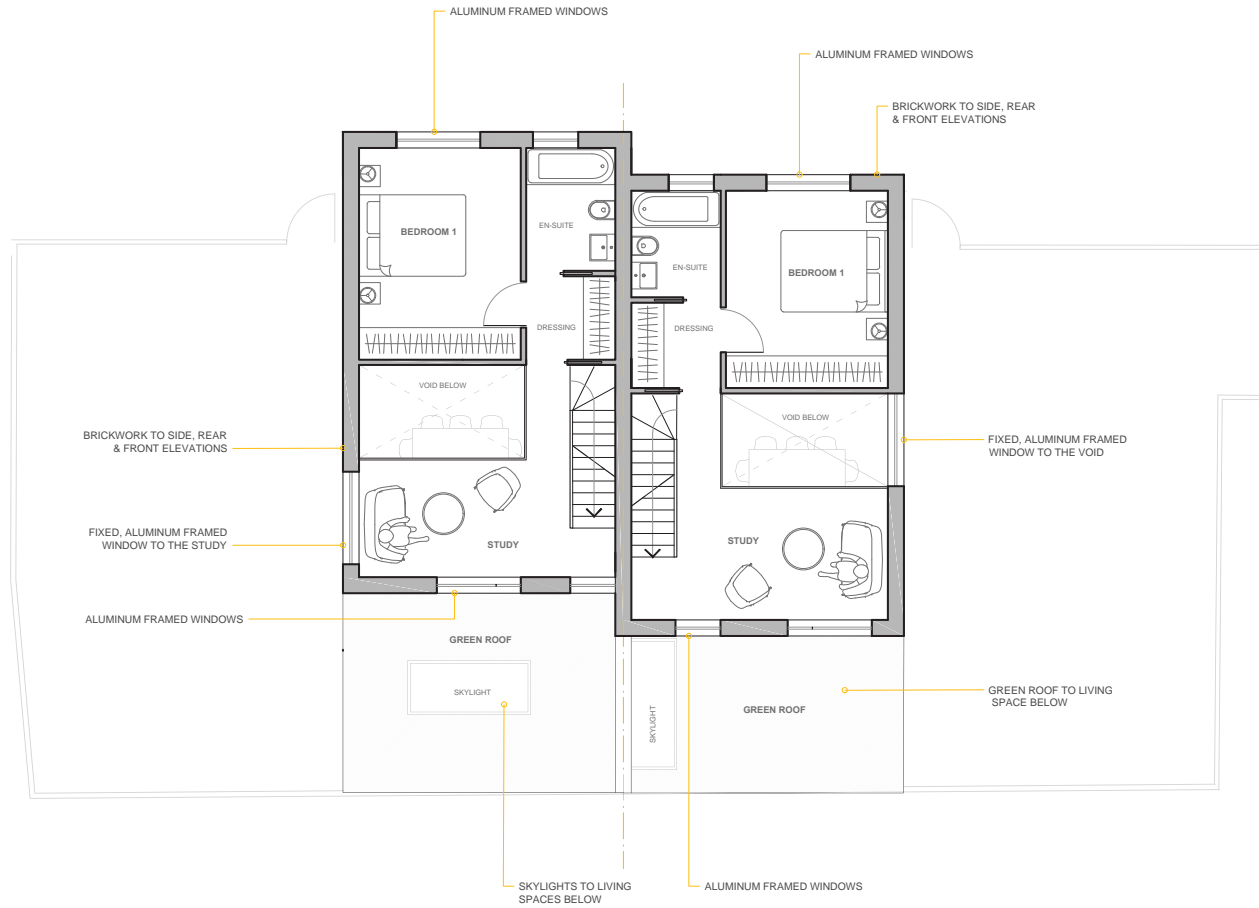 ALUMINUM FRAMED WINDOWS
ALUMINUM FRAMED WINDOWS
BRICKWORK TO SIDE, REAR
& FRONT ELEVATIONS
BEDROOM 1
EN-SUITE
DRESSING
EN-SUITE
BEDROOM 1
DRESSING
VOID BELOW
VOID BELOW
BRICKWORK TO SIDE, REAR
& FRONT ELEVATIONS
FIXED, ALUMINUM FRAMED
WINDOW TO THE VOID
FIXED, ALUMINUM FRAMED
WINDOW TO THE STUDY
STUDY
STUDY
ALUMINUM FRAMED WINDOWS
GREEN ROOF
SKYLIGHT
SKYLIGHT
GREEN ROOF
GREEN ROOF TO LIVING
SPACE BELOW
SKYLIGHTS TO LIVING
SPACES BELOW
ALUMINUM FRAMED WINDOWS